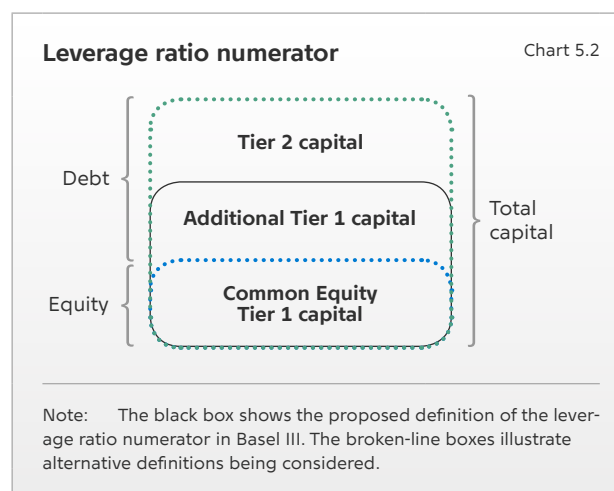 Leverage ratio numerator
Chart 5.2
Tier 2 capital
Debt
Additional Tier 1 capital
Total
capital
Equity
Common Equity
Tier 1 capital
Note: The black box shows the proposed definition of the lever-
age ratio numerator in Basel III. The broken-line boxes illustrate
alternative definitions being considered.